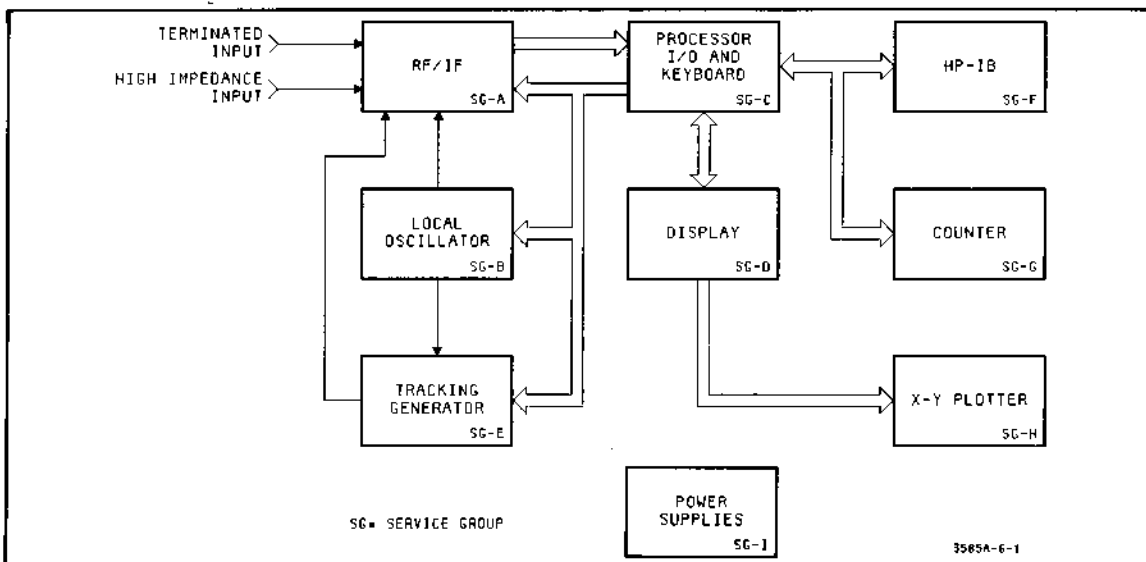 TERMINATED
INPUT
HIGH IMPEDANCE
INPUT
RF/IF
SG-A
PROCESSOR
I/O AND
KEYBOARD
SG-C
HP-IB
SG-F
LOCAL
OSCILLATOR
SG-B
DISPLAY
SG-D
COUNTER
SG-G
TRACKING
GENERATOR
SG-E
X-Y PLOTTER
SG-H
POWER
SUPPLIES
SG-I
SG= SERVICE GROUP
3585A-6-1